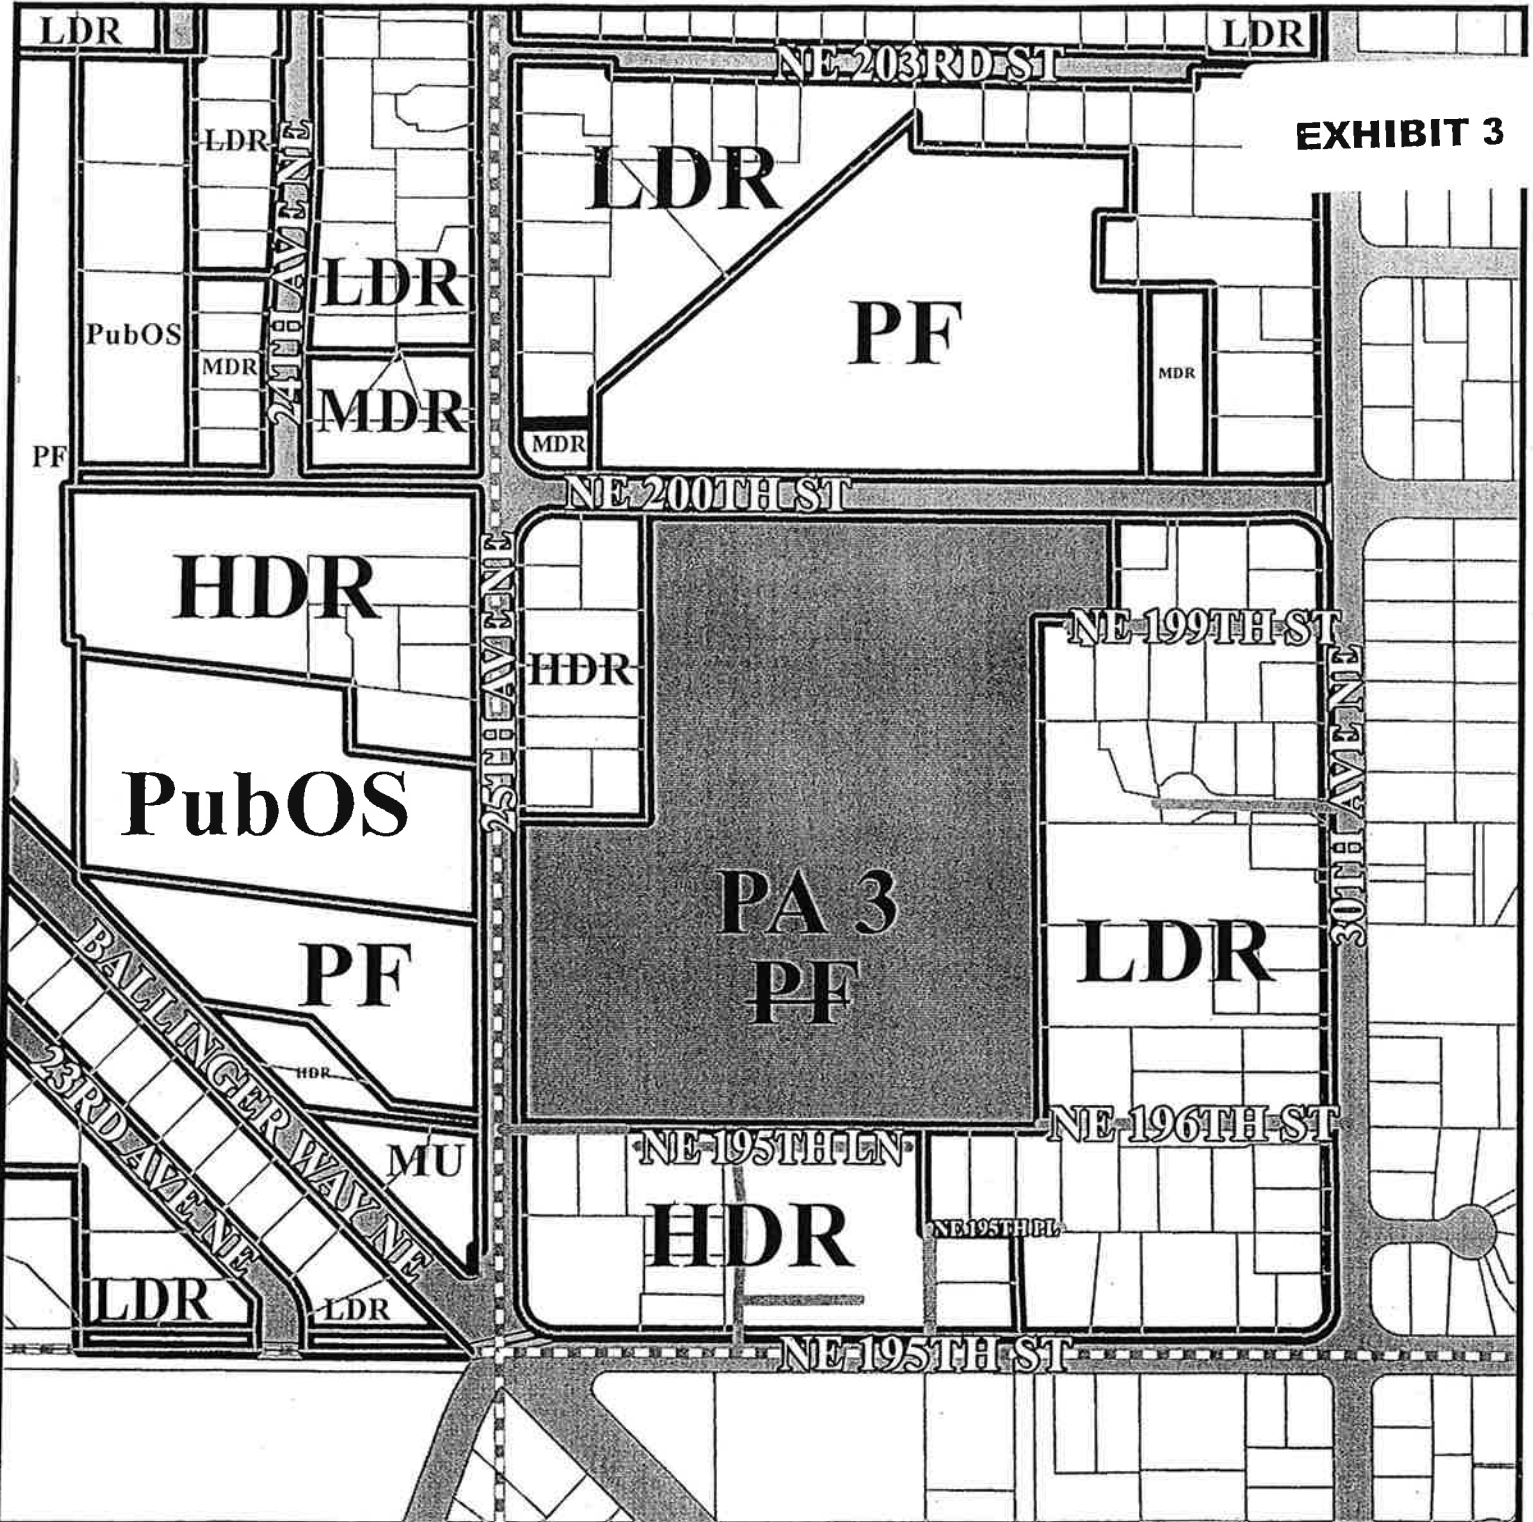 LDR
LDR
NE 203RD ST
EXHIBIT 3
LDR
24TH AVE NE
LDR
LDR
PubOS
MDR
MDR
PF
MDR
MDR
PF
NE 200TH ST
HDR
25TH AVE NE
HDR
NE 199TH ST
30TH AVE NE
PubOS
PA 3
PF
LDR
BALLINGER WAY NE
PF
HDR
23RD AVE NE
MU
NE 195TH LN
NE 196TH ST
HDR
NE 195TH PL
LDR
LDR
NE 195TH ST